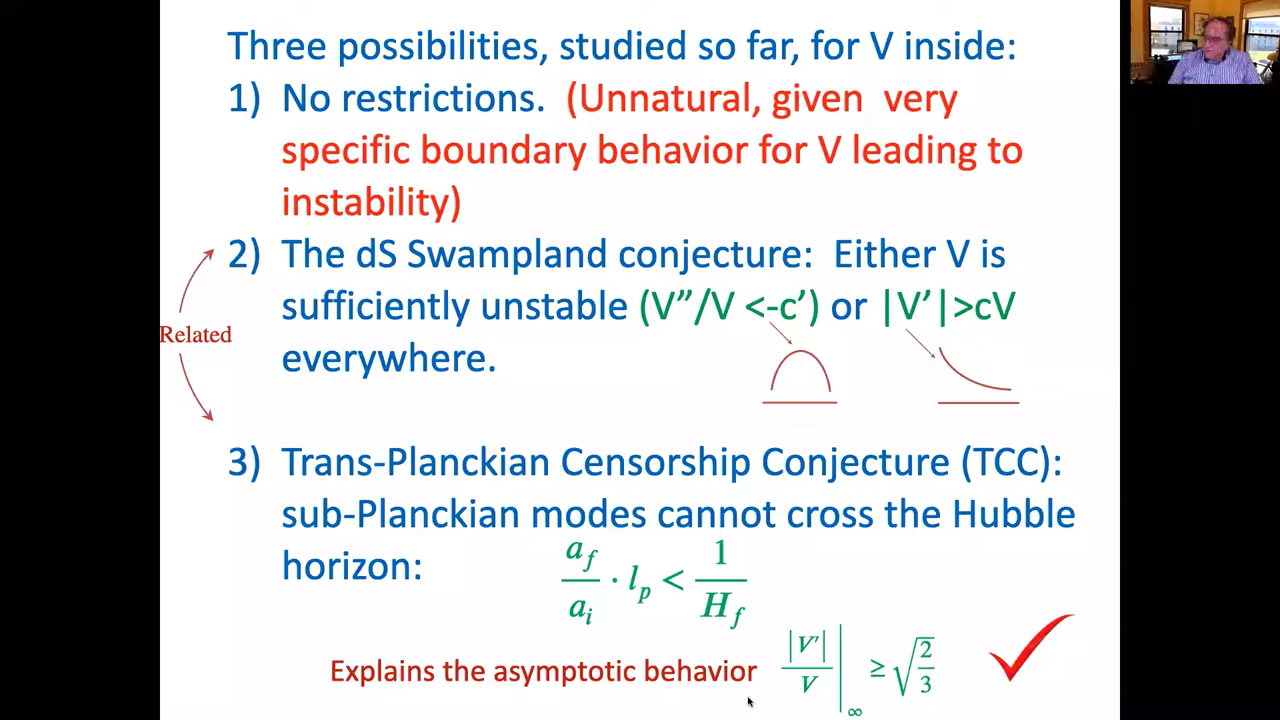 Three possibilities, studied so far, for V inside:
1) No restrictions. (Unnatural, given very
specific boundary behavior for V leading to
instability)
2) The dS Swampland conjecture: Either V is
sufficiently unstable (V”/V <-c’) or |V’|>cV
Related
everywhere.
3) Trans-Planckian Censorship Conjecture (TCC):
sub-Planckian modes cannot cross the Hubble
horizon: a_f/a_i · l_p < 1/H_f
Explains the asymptotic behavior |V'|/V |_∞ ≥ √(2/3)